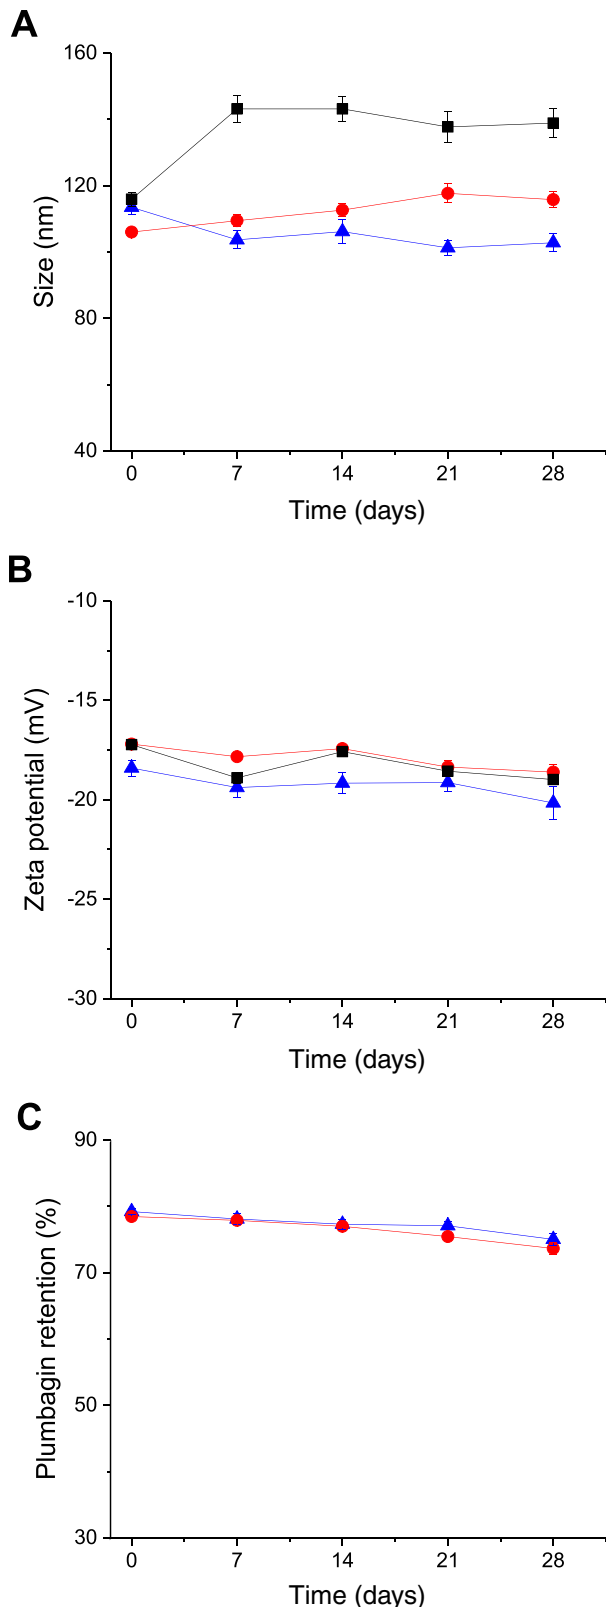 A
160
120
80
40
Size (nm)
0 7 14 21 28
Time (days)
B
-10
-15
-20
-25
-30
Zeta potential (mV)
0 7 14 21 28
Time (days)
C
90
70
50
30
Plumbagin retention (%)
0 7 14 21 28
Time (days)